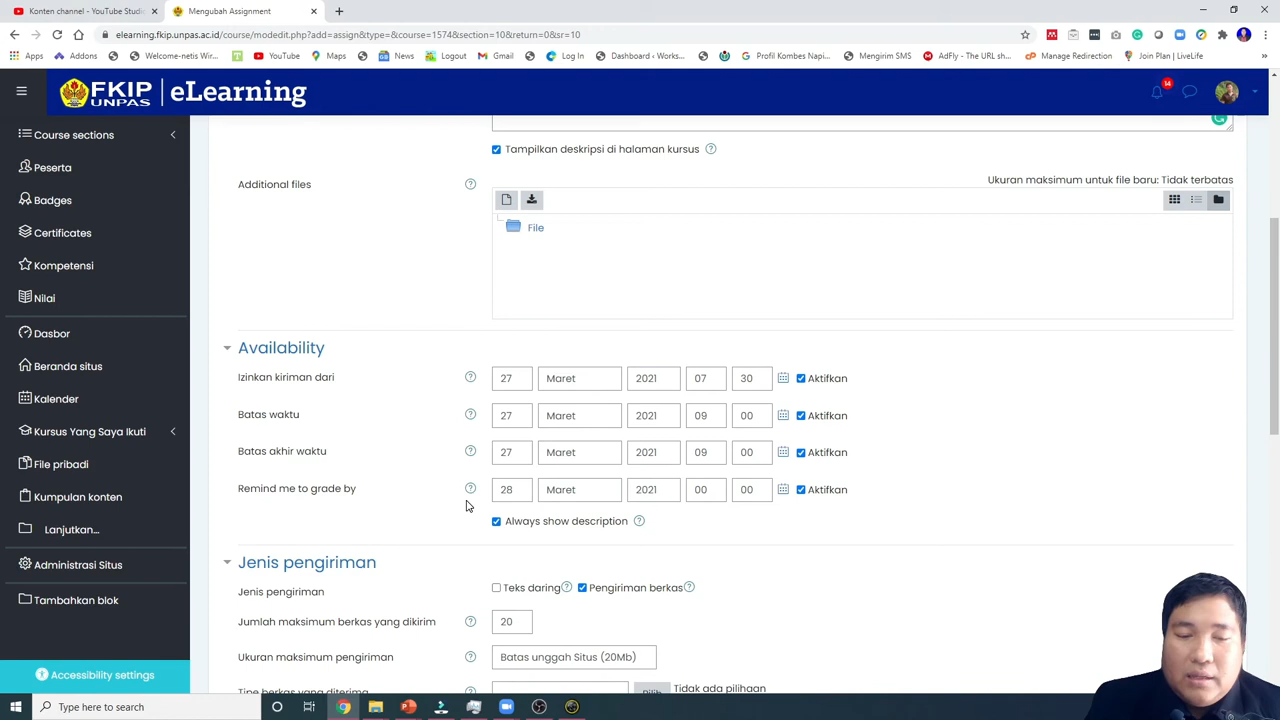 Konten channel - YouTube Studio
Mengubah Assignment
elearning.fkip.unpas.ac.id/course/modedit.php?add=assign&type=&course=1574&section=10&return=0&sr=10
Apps Addons Welcome-netis Wir... YouTube Maps Logout Gmail News Log In Dashboard ‹ Works... Profil Kombes Napi... Mengirim SMS AdFly - The URL sh... Manage Redirection Join Plan | LiveLife
FKIP UNPAS | eLearning
14
Course sections
Peserta
Badges
Certificates
Kompetensi
Nilai
Dasbor
Beranda situs
Kalender
Kursus Yang Saya Ikuti
File pribadi
Kumpulan konten
Lanjutkan...
Administrasi Situs
Tambahkan blok
Accessibility settings
Tampilkan deskripsi di halaman kursus
Additional files
Ukuran maksimum untuk file baru: Tidak terbatas
File
Availability
Izinkan kiriman dari 27 Maret 2021 07 30 Aktifkan
Batas waktu 27 Maret 2021 09 00 Aktifkan
Batas akhir waktu 27 Maret 2021 09 00 Aktifkan
Remind me to grade by 28 Maret 2021 00 00 Aktifkan
Always show description
Jenis pengiriman
Jenis pengiriman Teks daring Pengiriman berkas
Jumlah maksimum berkas yang dikirim 20
Ukuran maksimum pengiriman Batas unggah Situs (20Mb)
Tipe berkas yang diterima Pilih Tidak ada pilihaan
Type here to search